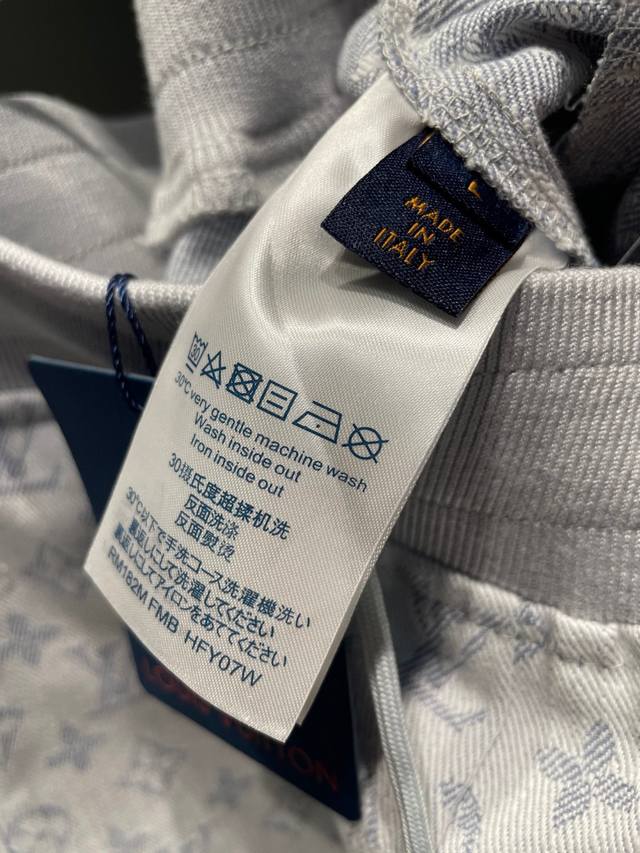 L
MADE
IN
ITALY
30
30°C very gentle machine wash
Wash inside out
Iron inside out
30摄氏度超揉机洗
反面洗涤
反面熨烫
30℃以下で手洗コース洗濯機洗い
裏返しにして洗濯してください
裏返しにしてアイロンをあててください
RM182M FMB HFY07W
LOUIS VUITTON